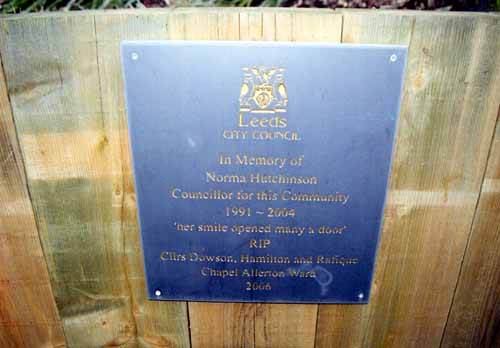 Leeds
CITY COUNCIL
In Memory of
Norma Hutchinson
Councillor for this Community
1991 ~ 2004
'her smile opened many a door'
RIP
Cllrs Dowson, Hamilton and Rafique
Chapel Allerton Ward
2006